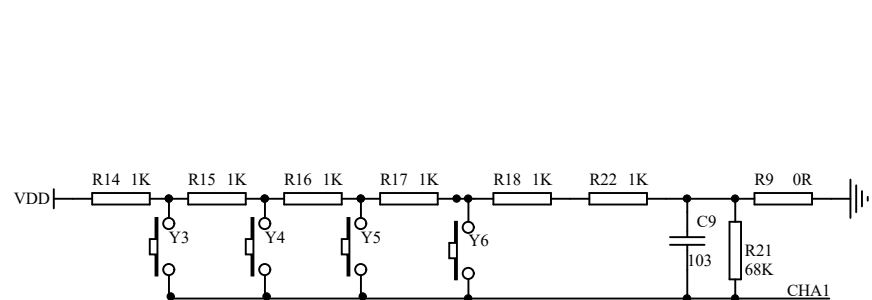 R14 1K R15 1K R16 1K R17 1K R18 1K R22 1K R9 0R
VDD
Y3 Y4 Y5 Y6 C9
103 R21
68K
CHA1